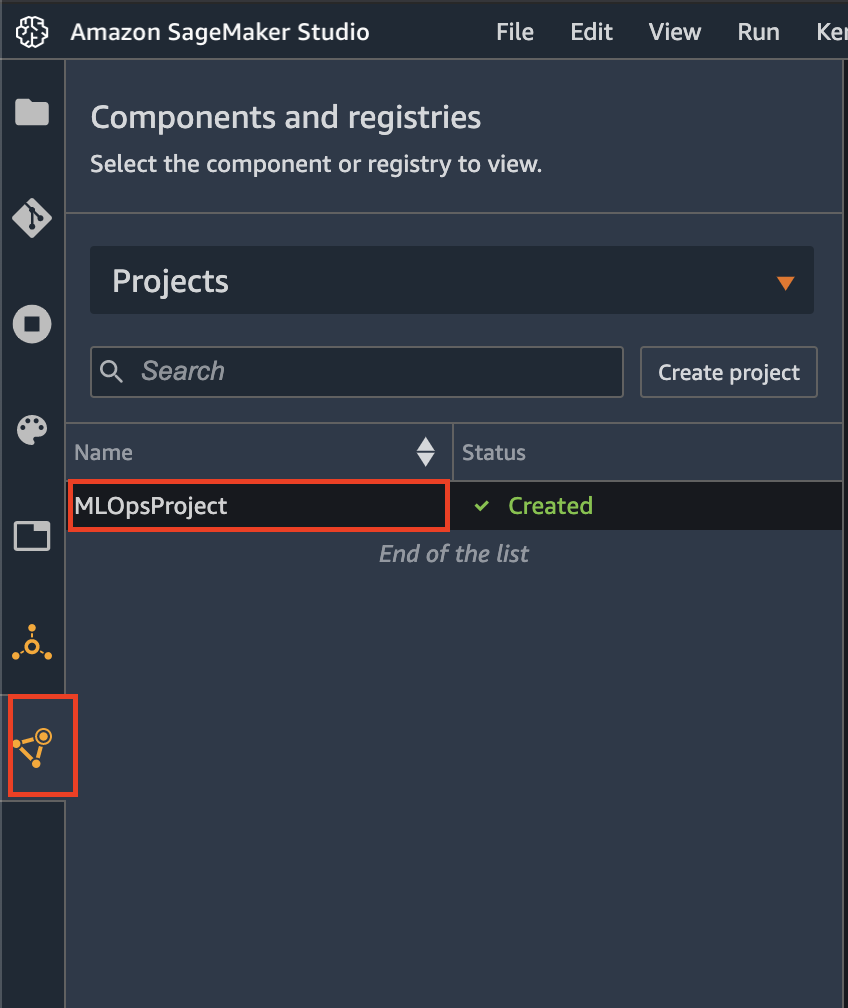 Amazon SageMaker Studio File Edit View Run Ker
Components and registries
Select the component or registry to view.
Projects
Search Create project
Name Status
MLOpsProject Created
End of the list